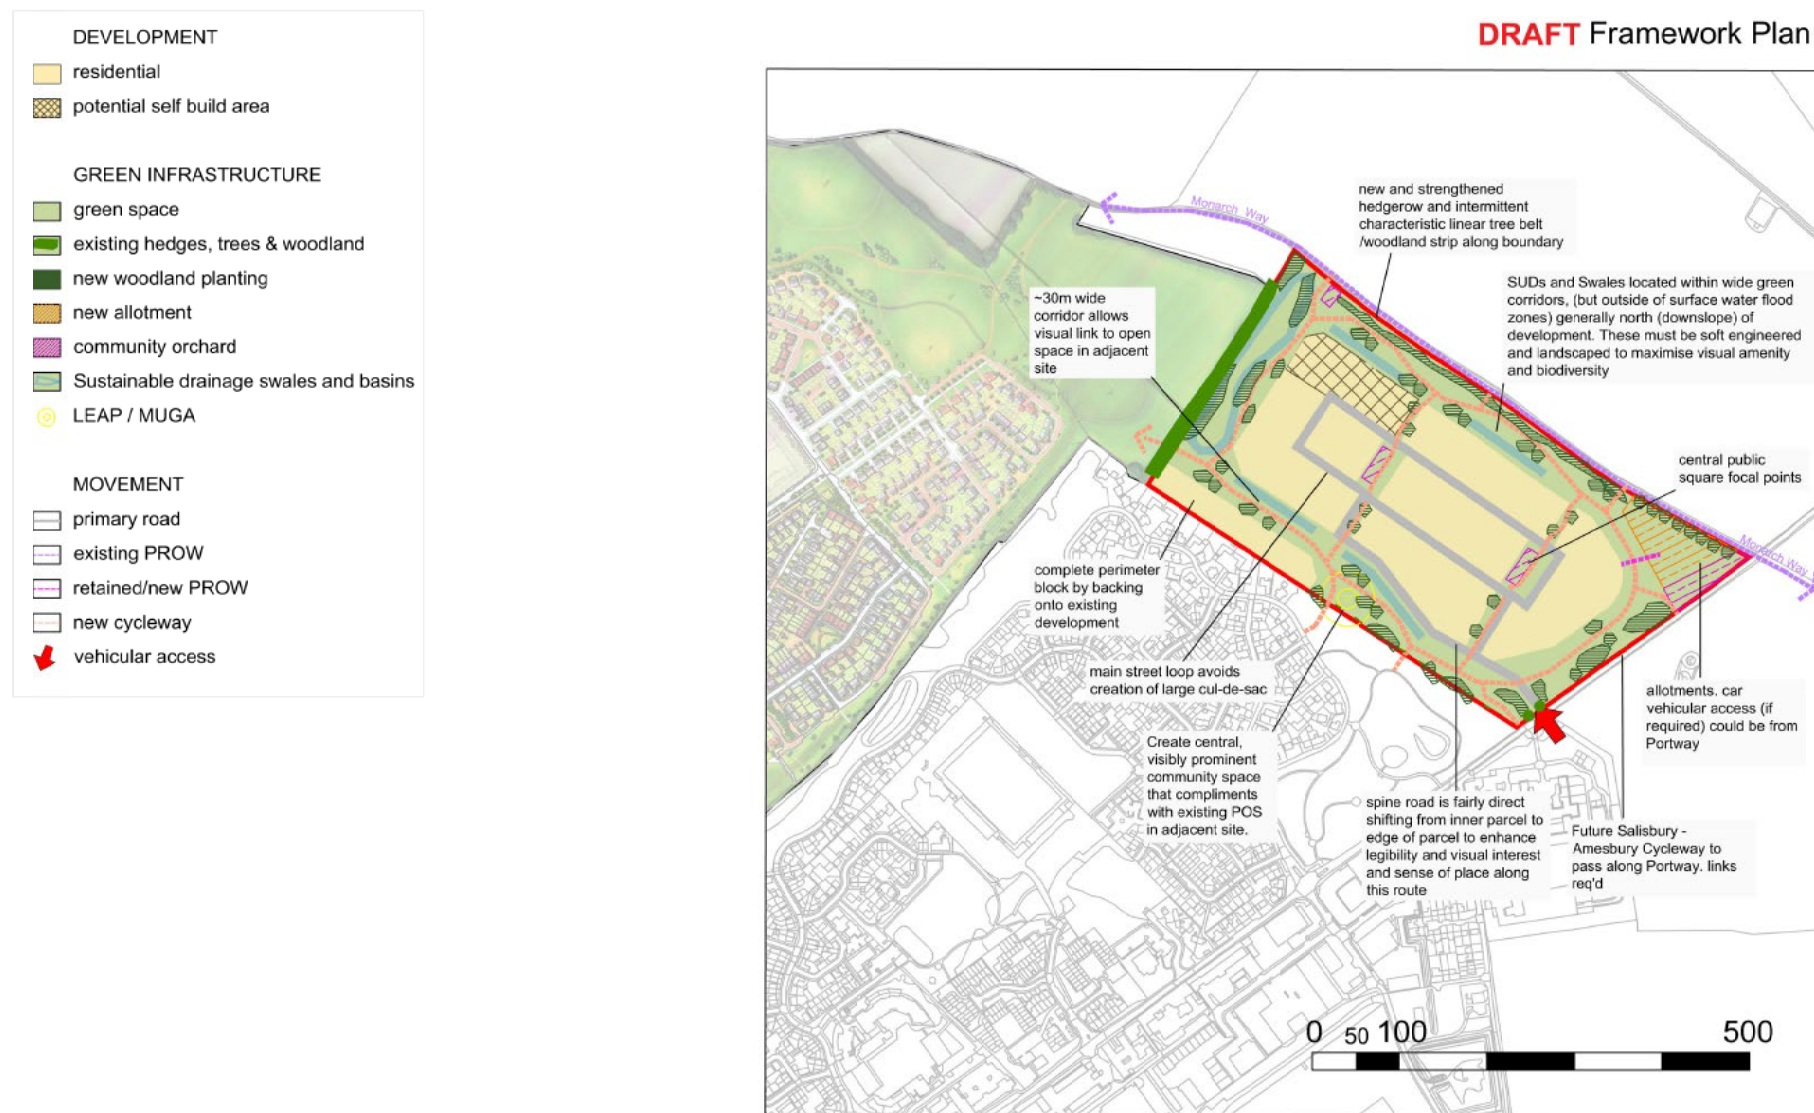 DRAFT Framework Plan
DEVELOPMENT
residential
potential self build area
GREEN INFRASTRUCTURE
green space
existing hedges, trees & woodland
new woodland planting
new allotment
community orchard
Sustainable drainage swales and basins
LEAP / MUGA
MOVEMENT
primary road
existing PROW
retained/new PROW
new cycleway
vehicular access
Monarch Way
new and strengthened
hedgerow and intermittent
characteristic linear tree belt
/woodland strip along boundary
SUDs and Swales located within wide green
corridors, (but outside of surface water flood
zones) generally north (downslope) of
development. These must be soft engineered
and landscaped to maximise visual amenity
and biodiversity
~30m wide
corridor allows
visual link to open
space in adjacent
site
central public
square focal points
Monarch Way
complete perimeter
block by backing
onto existing
development
main street loop avoids
creation of large cul-de-sac
allotments. car
vehicular access (if
required) could be from
Portway
Create central,
visibly prominent
community space
that compliments
with existing POS
in adjacent site.
spine road is fairly direct
shifting from inner parcel to
edge of parcel to enhance
legibility and visual interest
and sense of place along
this route
Future Salisbury -
Amesbury Cycleway to
pass along Portway. links
req'd
0 50 100 500